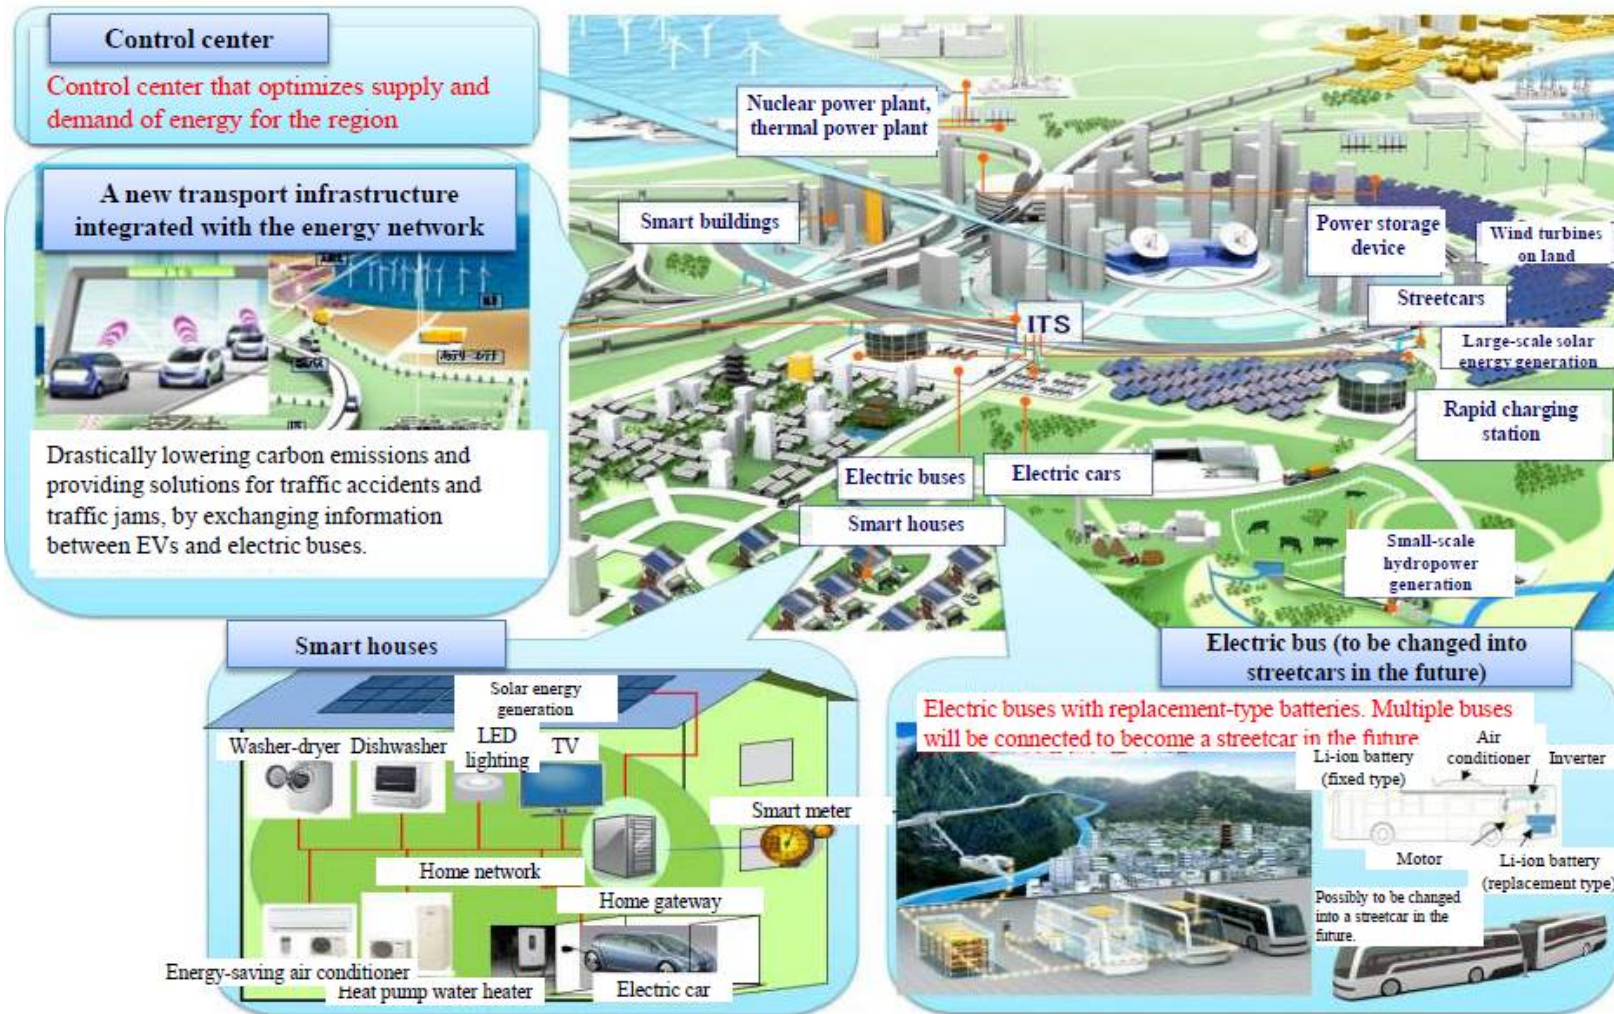 Control center
Control center that optimizes supply and
demand of energy for the region
A new transport infrastructure
integrated with the energy network
ITS
Drastically lowering carbon emissions and
providing solutions for traffic accidents and
traffic jams, by exchanging information
between EVs and electric buses.
Nuclear power plant,
thermal power plant
Smart buildings
Power storage
device
Wind turbines
on land
Streetcars
ITS
Large-scale solar
energy generation
Rapid charging
station
Electric buses
Electric cars
Smart houses
Small-scale
hydropower
generation
Smart houses
Solar energy
generation
Washer-dryer
Dishwasher
LED
lighting
TV
Smart meter
Home network
Home gateway
Energy-saving air conditioner
Heat pump water heater
Electric car
Electric bus (to be changed into
streetcars in the future)
Electric buses with replacement-type batteries. Multiple buses
will be connected to become a streetcar in the future
Li-ion battery
(fixed type)
Air
conditioner
Inverter
Motor
Li-ion battery
(replacement type)
Possibly to be changed
into a streetcar in the
future.